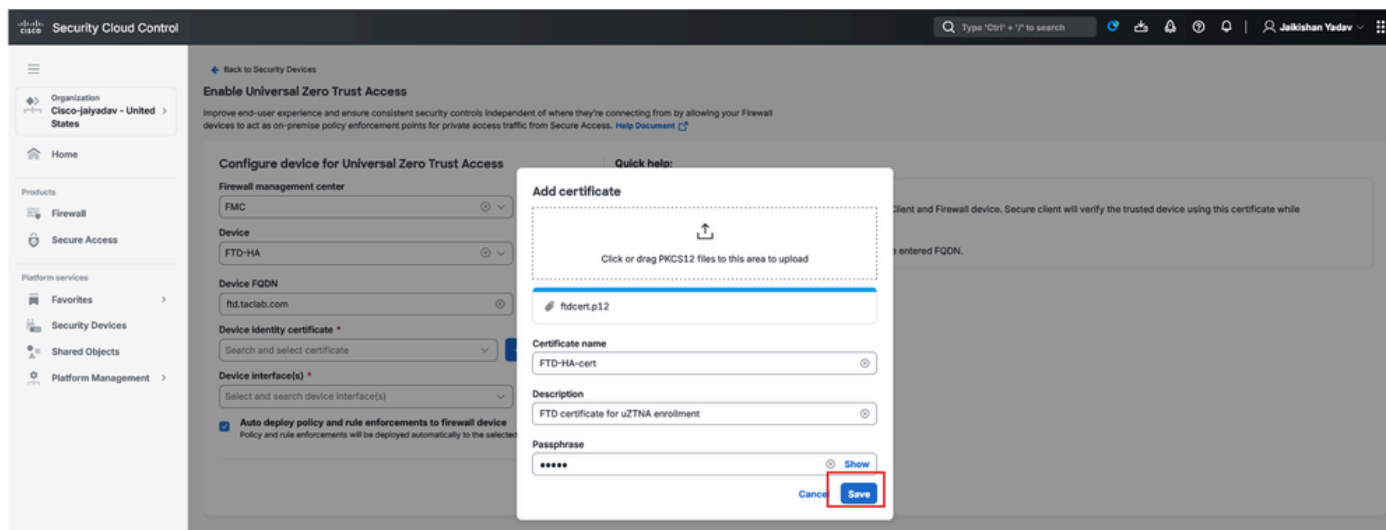 cisco Security Cloud Control
Type 'Ctrl' + '/' to search
Jaikishan Yadav
Organization
Cisco-jaiyadav - United
States
Home
Products
Firewall
Secure Access
Platform services
Favorites
Security Devices
Shared Objects
Platform Management
Back to Security Devices
Enable Universal Zero Trust Access
Improve end-user experience and ensure consistent security controls independent of where they're connecting from by allowing your Firewall
devices to act as on-premise policy enforcement points for private access traffic from Secure Access. Help Document
Configure device for Universal Zero Trust Access
Firewall management center
FMC
Device
FTD-HA
Device FQDN
ftd.taclab.com
Device identity certificate *
Search and select certificate
Device interface(s) *
Select and search device interface(s)
Auto deploy policy and rule enforcements to firewall device
Policy and rule enforcements will be deployed automatically to the selected
Quick help:
Client and Firewall device. Secure client will verify the trusted device using this certificate while
entered FQDN.
Add certificate
Click or drag PKCS12 files to this area to upload
ftdcert.p12
Certificate name
FTD-HA-cert
Description
FTD certificate for uZTNA enrollment
Passphrase
•••••
Show
Cancel
Save